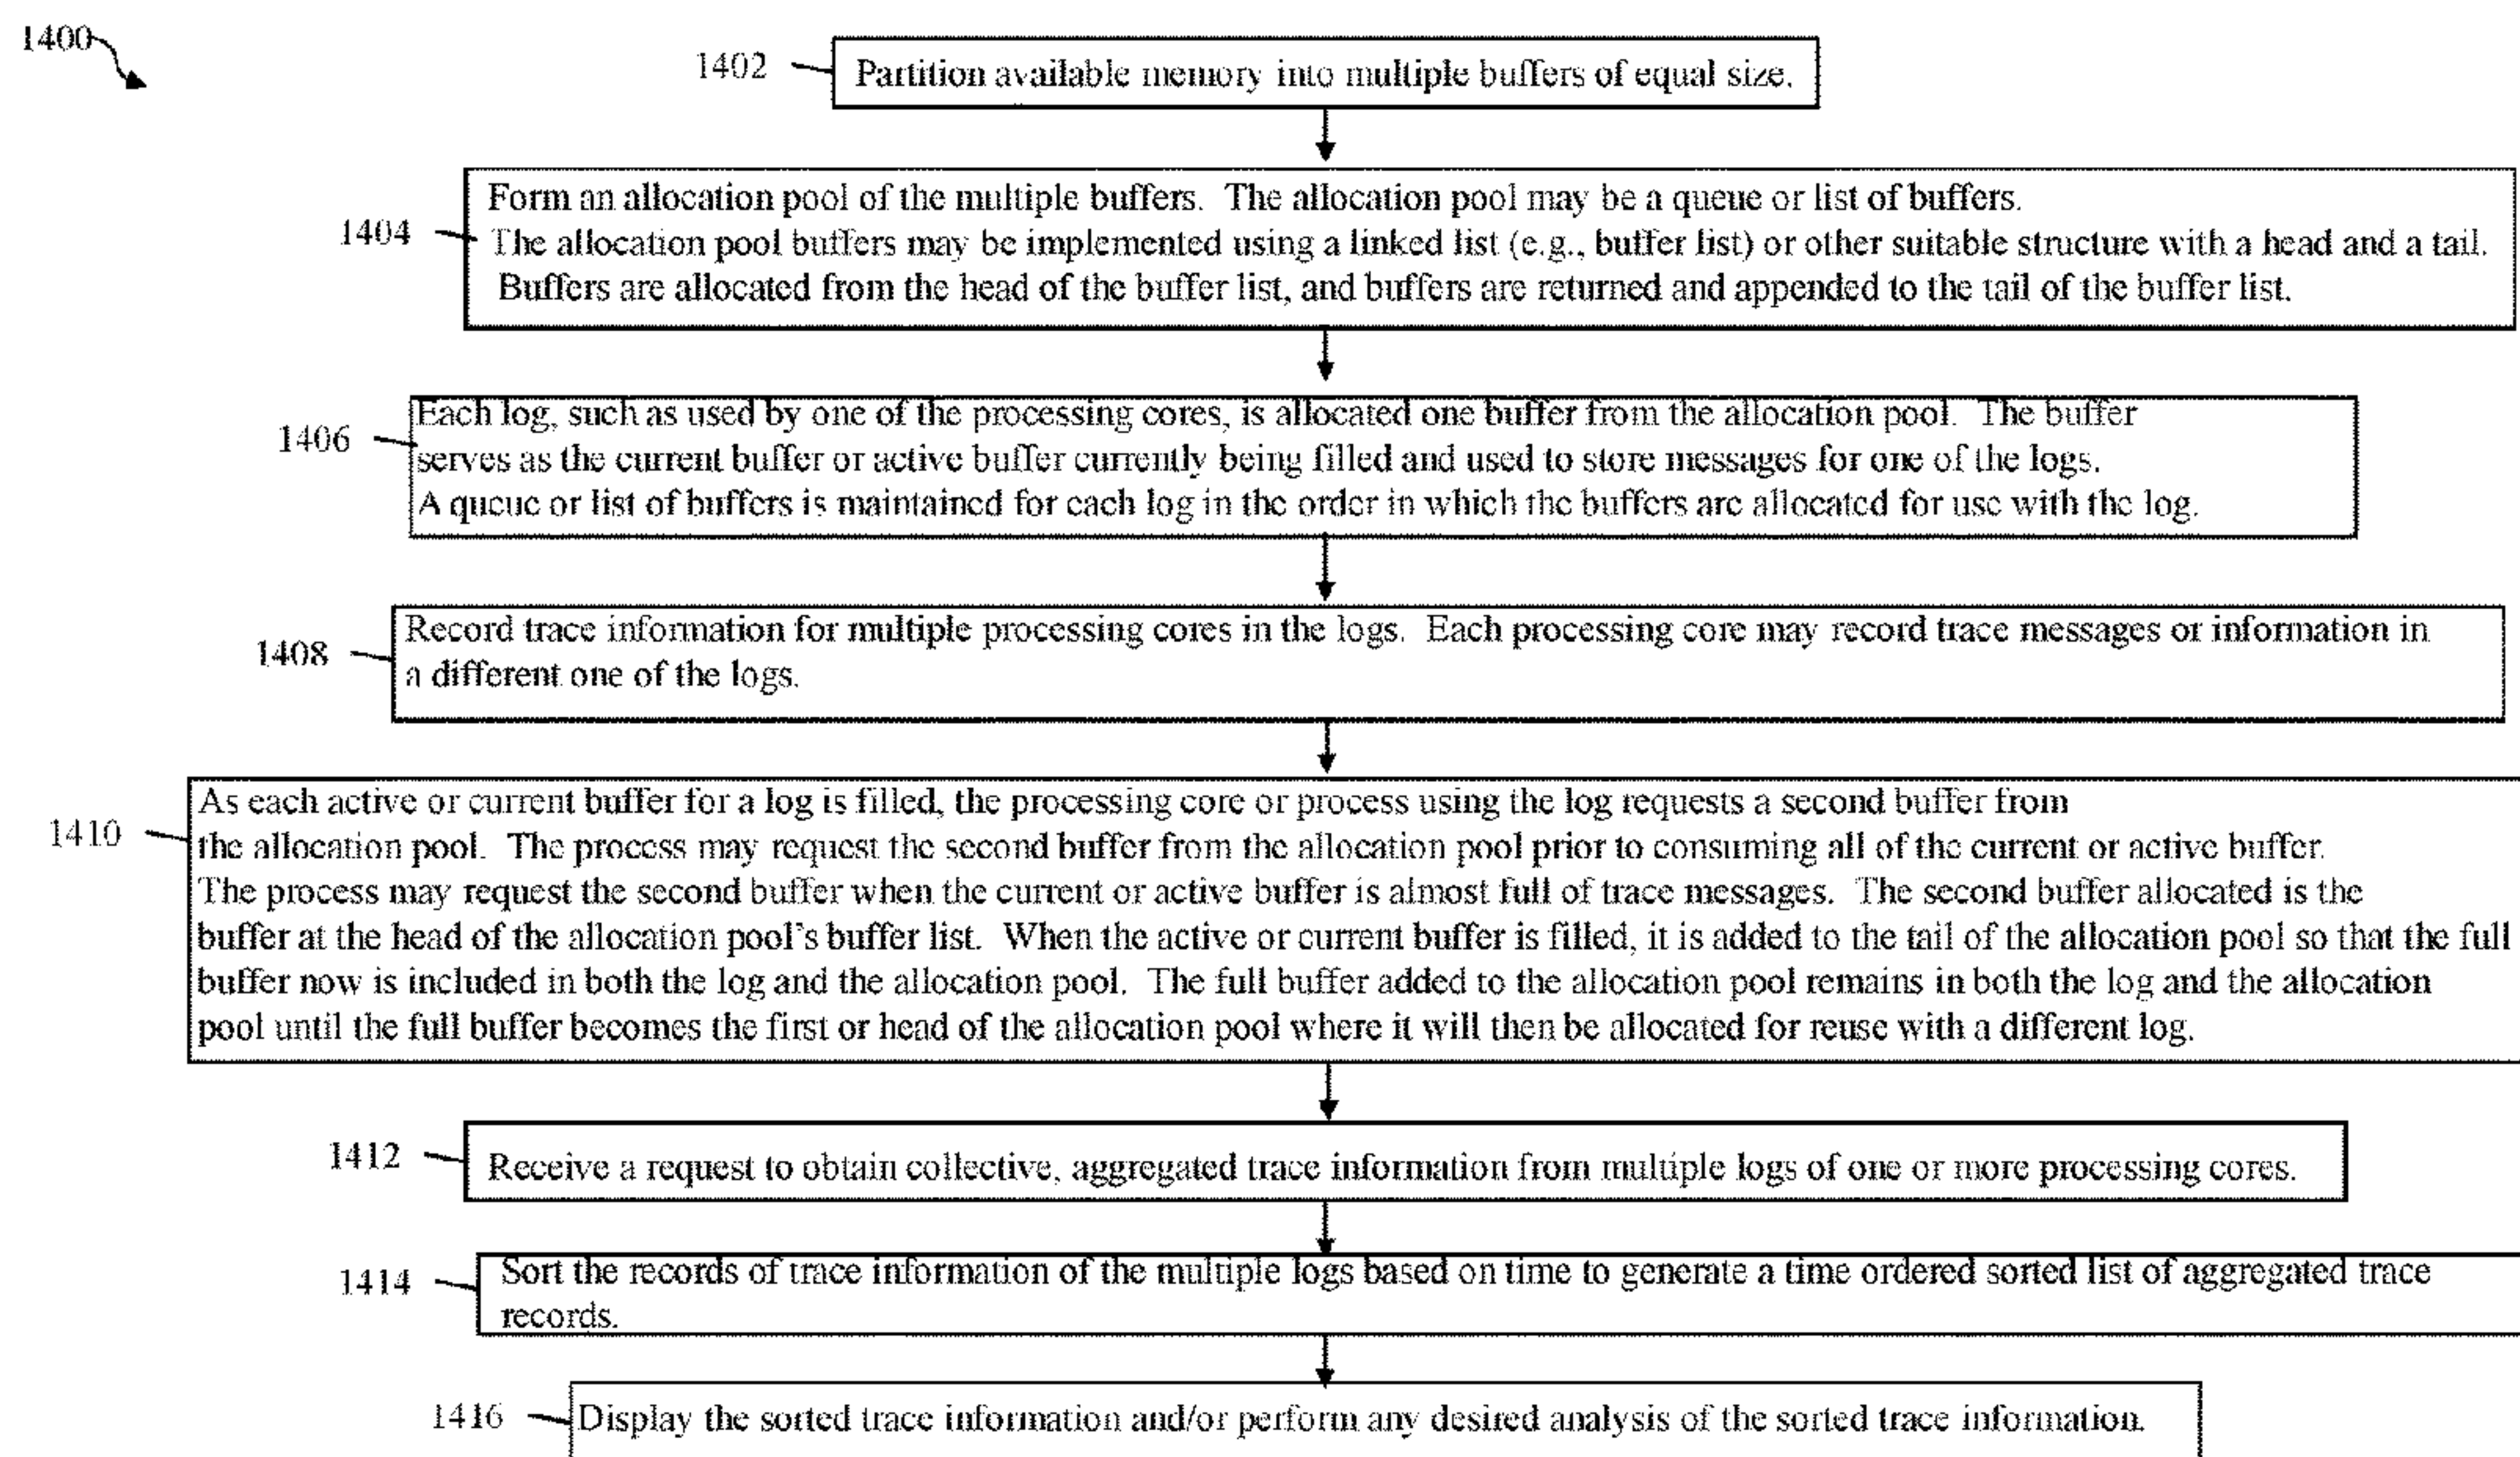 1400
1402
Partition available memory into multiple buffers of equal size.
1404
Form an allocation pool of the multiple buffers. The allocation pool may be a queue or list of buffers.
The allocation pool buffers may be implemented using a linked list (e.g., buffer list) or other suitable structure with a head and a tail.
Buffers are allocated from the head of the buffer list, and buffers are returned and appended to the tail of the buffer list.
1406
Each log, such as used by one of the processing cores, is allocated one buffer from the allocation pool. The buffer
serves as the current buffer or active buffer currently being filled and used to store messages for one of the logs.
A queue or list of buffers is maintained for each log in the order in which the buffers are allocated for use with the log.
1408
Record trace information for multiple processing cores in the logs. Each processing core may record trace messages or information in
a different one of the logs.
1410
As each active or current buffer for a log is filled, the processing core or process using the log requests a second buffer from
the allocation pool. The process may request the second buffer from the allocation pool prior to consuming all of the current or active buffer.
The process may request the second buffer when the current or active buffer is almost full of trace messages. The second buffer allocated is the
buffer at the head of the allocation pool's buffer list. When the active or current buffer is filled, it is added to the tail of the allocation pool so that the full
buffer now is included in both the log and the allocation pool. The full buffer added to the allocation pool remains in both the log and the allocation
pool until the full buffer becomes the first or head of the allocation pool where it will then be allocated for reuse with a different log.
1412
Receive a request to obtain collective, aggregated trace information from multiple logs of one or more processing cores.
1414
Sort the records of trace information of the multiple logs based on time to generate a time ordered sorted list of aggregated trace
records.
1416
Display the sorted trace information and/or perform any desired analysis of the sorted trace information.